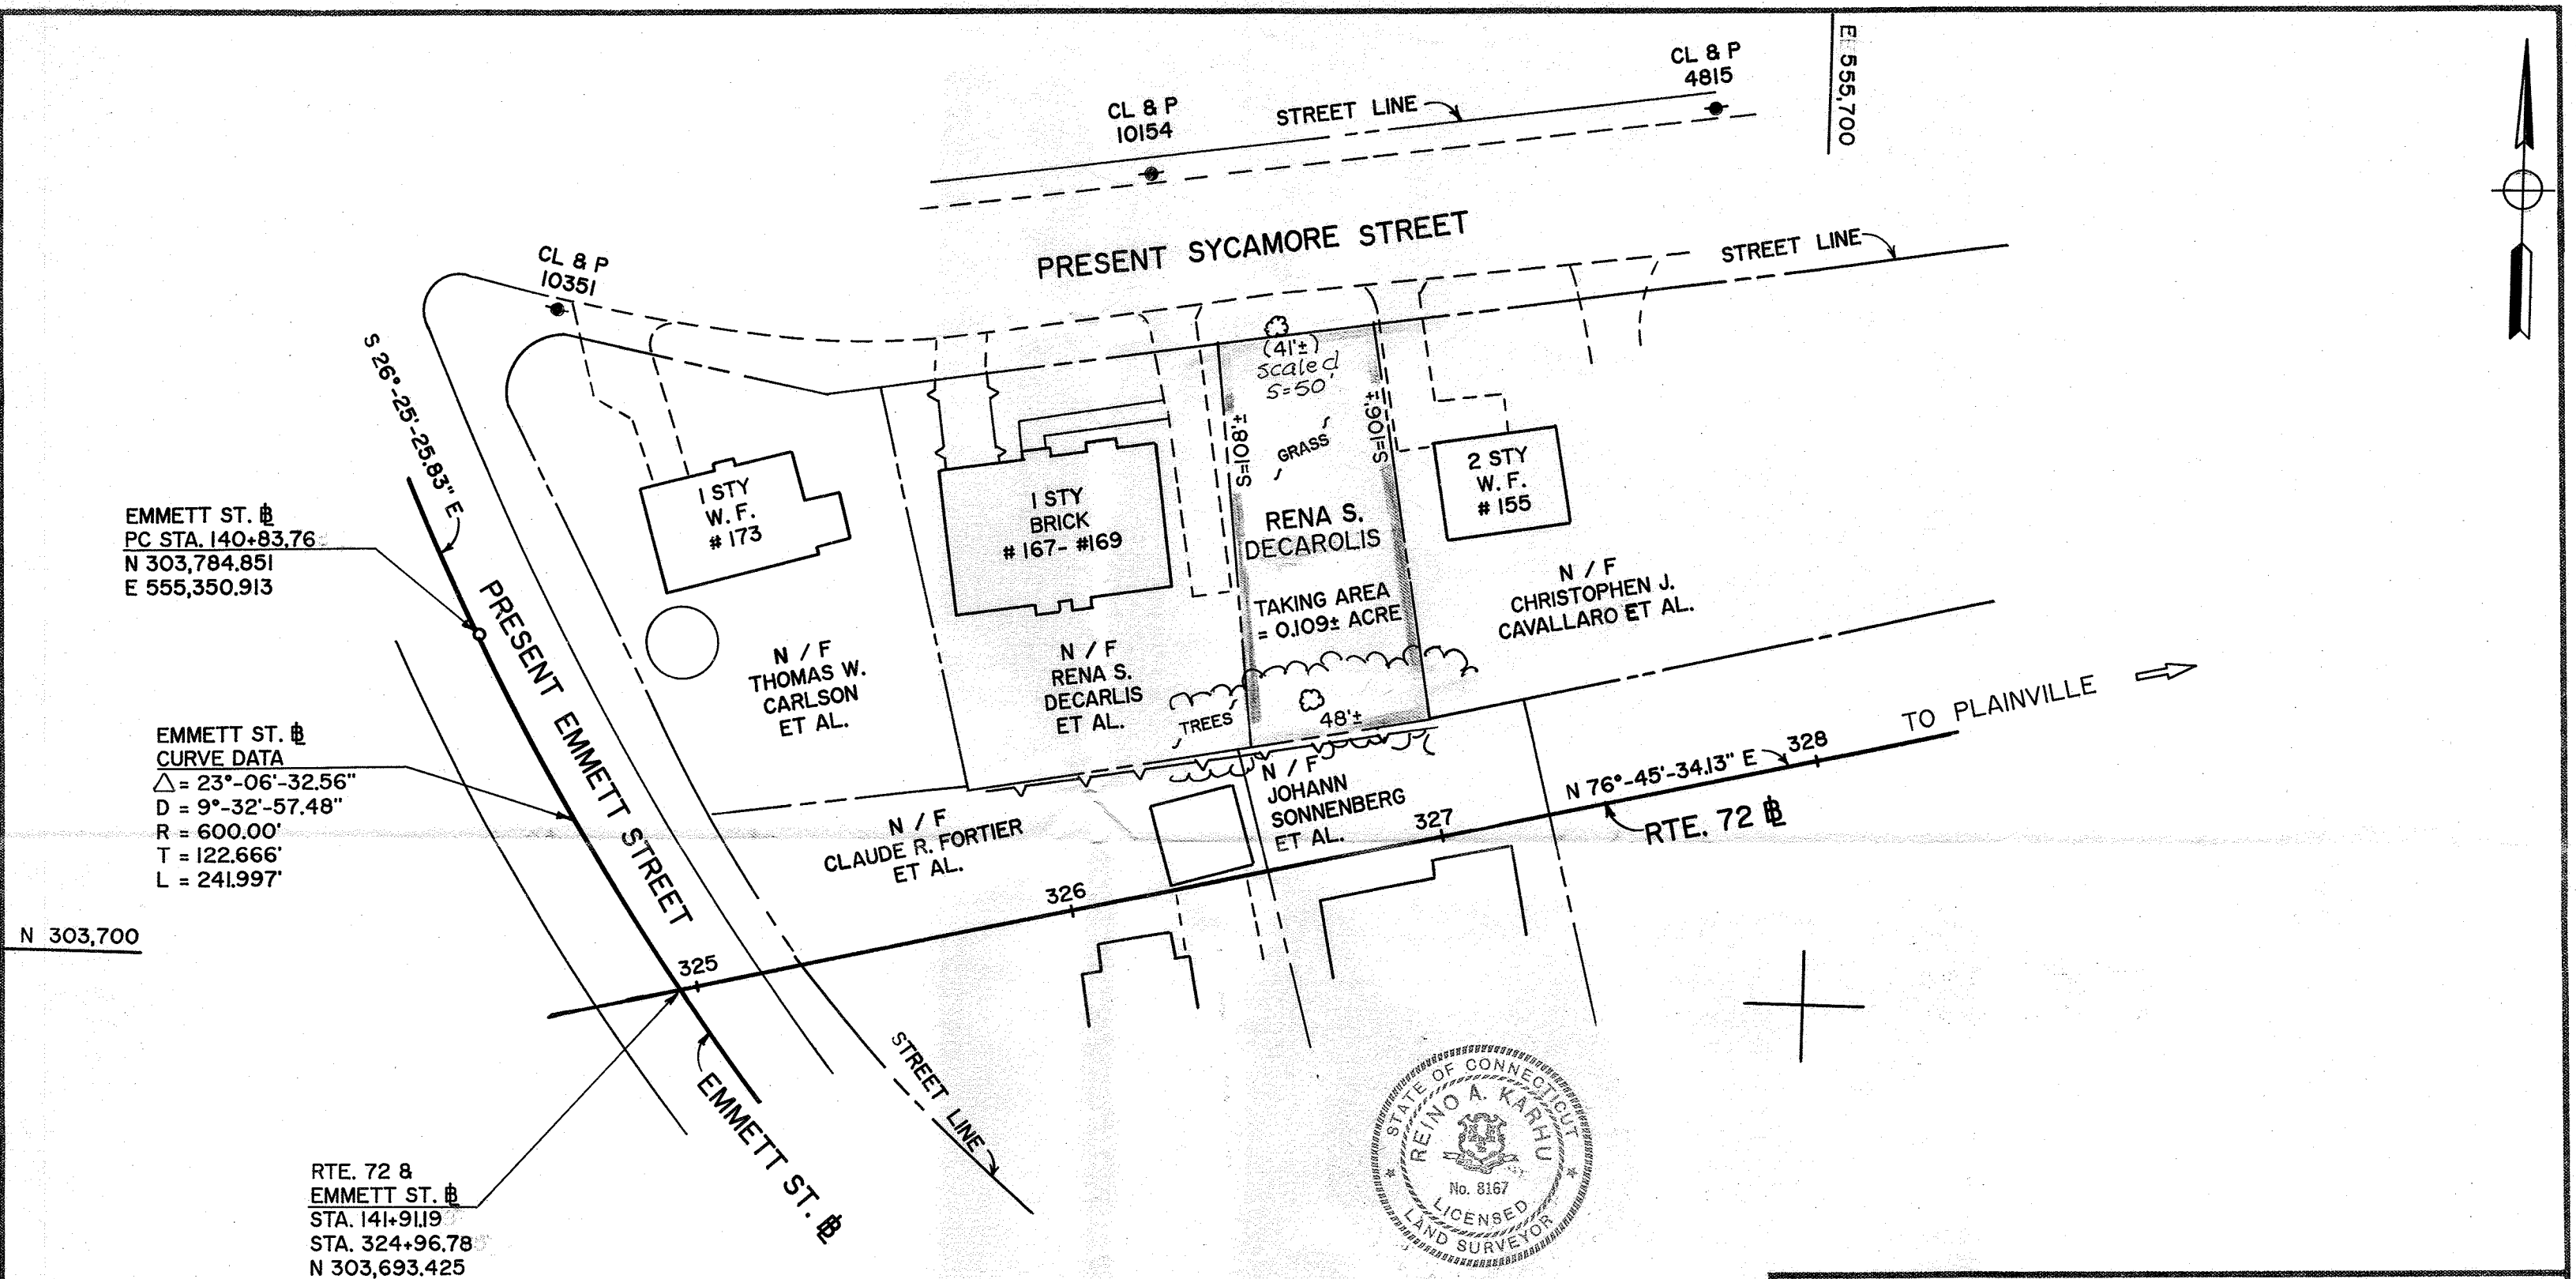 E 555,700
CL & P
4815
CL & P
10154
STREET LINE
PRESENT SYCAMORE STREET
STREET LINE
CL & P
10351
S 26°-25'-25.83" E
(41'±)
scaled
S=50'
S=108'±
S=106'±
GRASS
1 STY
W. F.
# 173
1 STY
BRICK
# 167- #169
RENA S.
DECAROLIS
2 STY
W. F.
# 155
TAKING AREA
= 0.109± ACRE
EMMETT ST. BL
PC STA. 140+83.76
N 303,784.851
E 555,350.913
PRESENT EMMETT STREET
N / F
THOMAS W.
CARLSON
ET AL.
N / F
RENA S.
DECARLIS
ET AL.
N / F
CHRISTOPHEN J.
CAVALLARO ET AL.
TREES
48'±
TO PLAINVILLE
EMMETT ST. BL
CURVE DATA
△ = 23°-06'-32.56"
D = 9°-32'-57.48"
R = 600.00'
T = 122.666'
L = 241.997'
N / F
CLAUDE R. FORTIER
ET AL.
N / F
JOHANN
SONNENBERG
ET AL.
N 76°-45'-34.13" E
328
327
RTE. 72 BL
326
325
N 303,700
STREET LINE
EMMETT ST. BL
RTE. 72 &
EMMETT ST. BL
STA. 141+91.19
STA. 324+96.78
N 303,693.425
STATE OF CONNECTICUT
REINO A. KARHU
No. 8167
LICENSED
LAND SURVEYOR